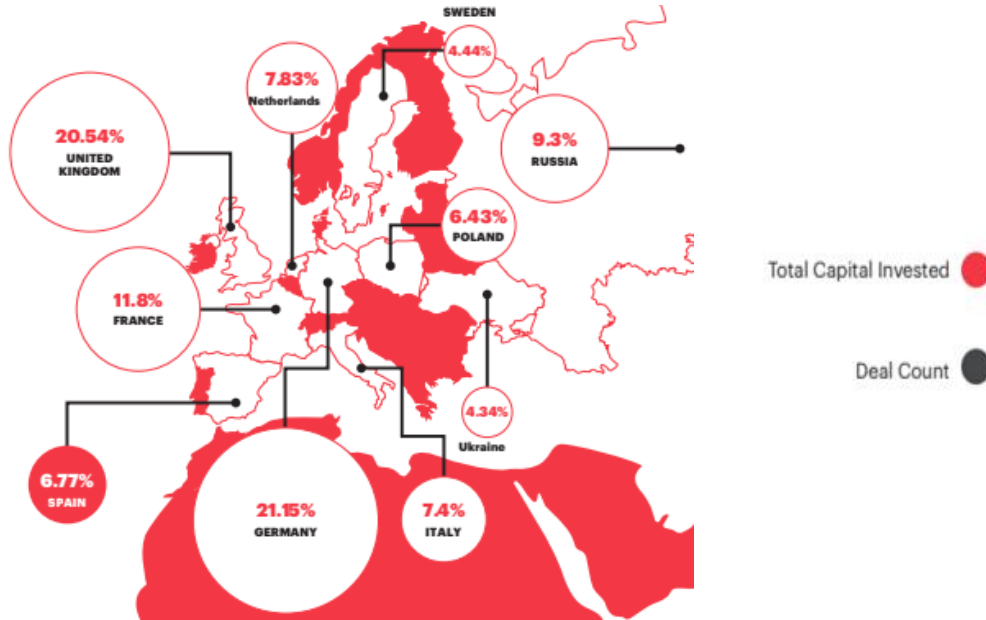 SWEDEN
4.44%
7.83%
Netherlands
20.54%
UNITED
KINGDOM
9.3%
RUSSIA
6.43%
POLAND
Total Capital Invested
11.8%
FRANCE
Deal Count
4.34%
Ukraine
6.77%
SPAIN
21.15%
GERMANY
7.4%
ITALY